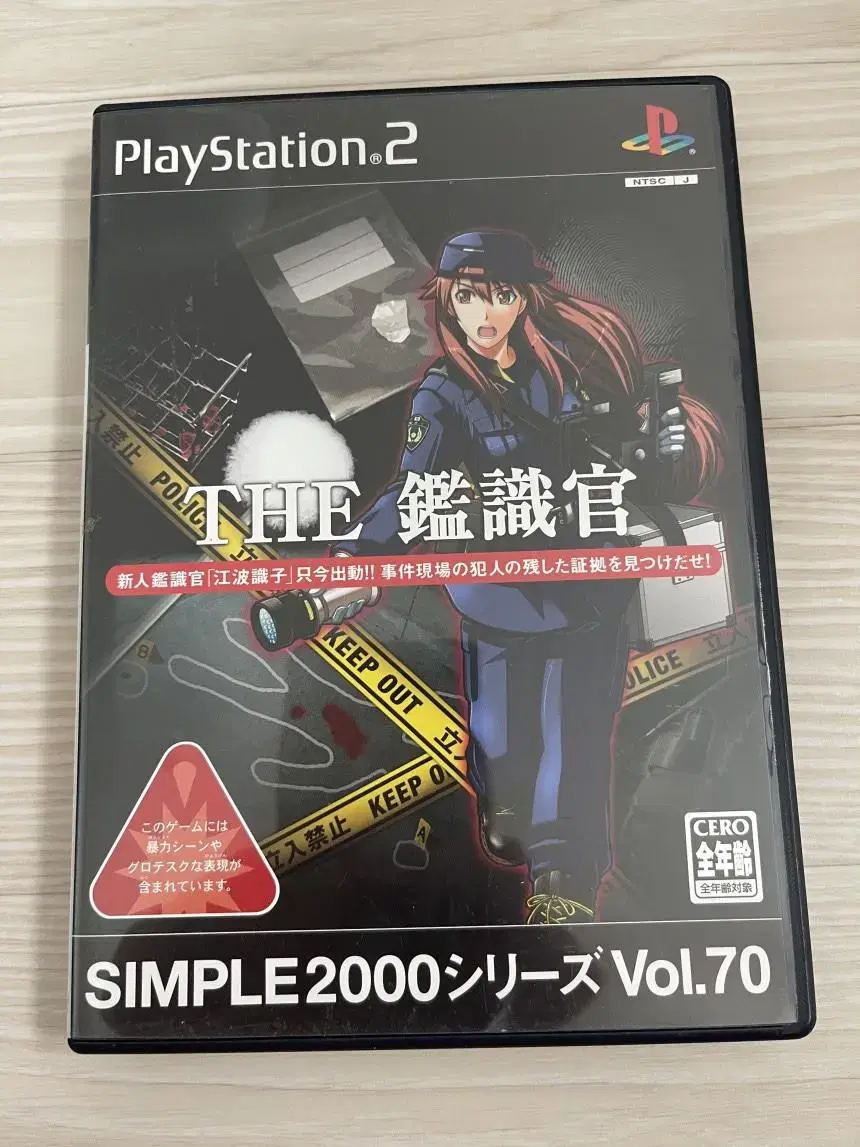 PlayStation®2
NTSC J
立入禁止 POLICE
THE 鑑識官
新人鑑識官「江波識子」只今出動!! 事件現場の犯人の残した証拠を見つけだせ!
B
KEEP OUT 立入
POLICE 立入
立入禁止 KEEP O
A
このゲームには
暴力シーンや
グロテスクな表現が
含まれています。
CERO
全年齢
全年齢対象
SIMPLE2000シリーズ Vol.70